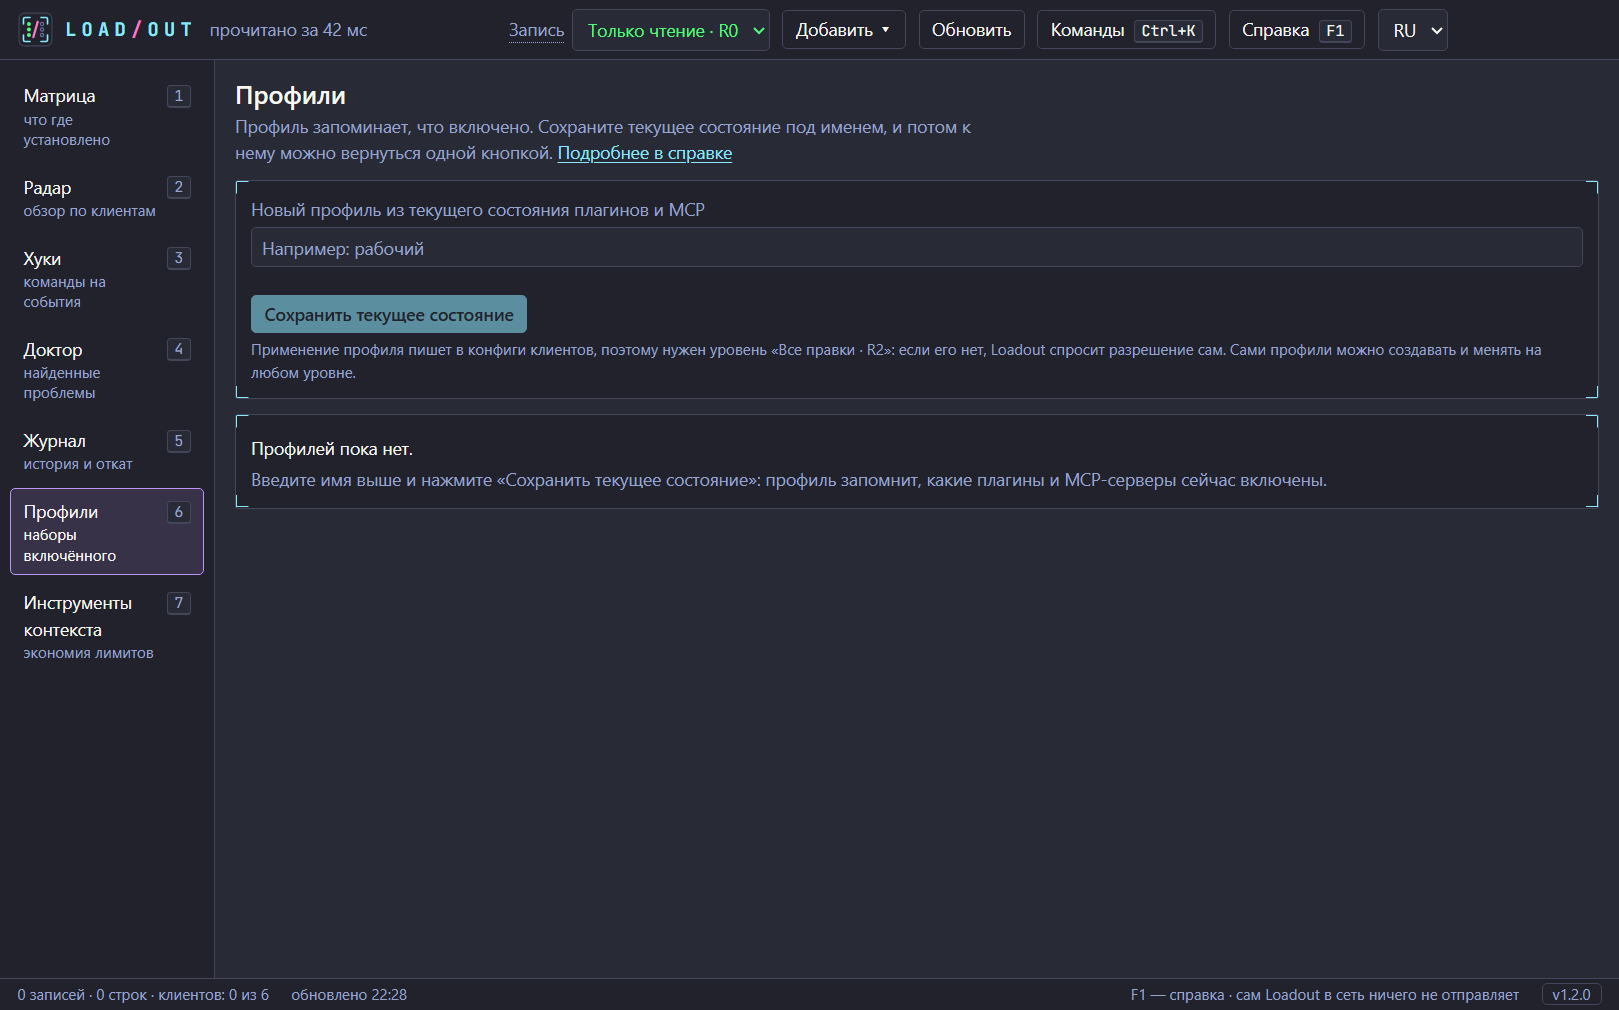 LOAD/OUT
прочитано за 42 мс
Запись
Только чтение · R0
Добавить
Обновить
Команды Ctrl+K
Справка F1
RU
Матрица 1
что где
установлено
Радар 2
обзор по клиентам
Хуки 3
команды на
события
Доктор 4
найденные
проблемы
Журнал 5
история и откат
Профили 6
наборы
включённого
Инструменты 7
контекста
экономия лимитов
Профили
Профиль запоминает, что включено. Сохраните текущее состояние под именем, и потом к
нему можно вернуться одной кнопкой. Подробнее в справке
Новый профиль из текущего состояния плагинов и MCP
Например: рабочий
Сохранить текущее состояние
Применение профиля пишет в конфиги клиентов, поэтому нужен уровень «Все правки · R2»: если его нет, Loadout спросит разрешение сам. Сами профили можно создавать и менять на
любом уровне.
Профилей пока нет.
Введите имя выше и нажмите «Сохранить текущее состояние»: профиль запомнит, какие плагины и MCP-серверы сейчас включены.
0 записей · 0 строк · клиентов: 0 из 6
обновлено 22:28
F1 — справка · сам Loadout в сеть ничего не отправляет
v1.2.0